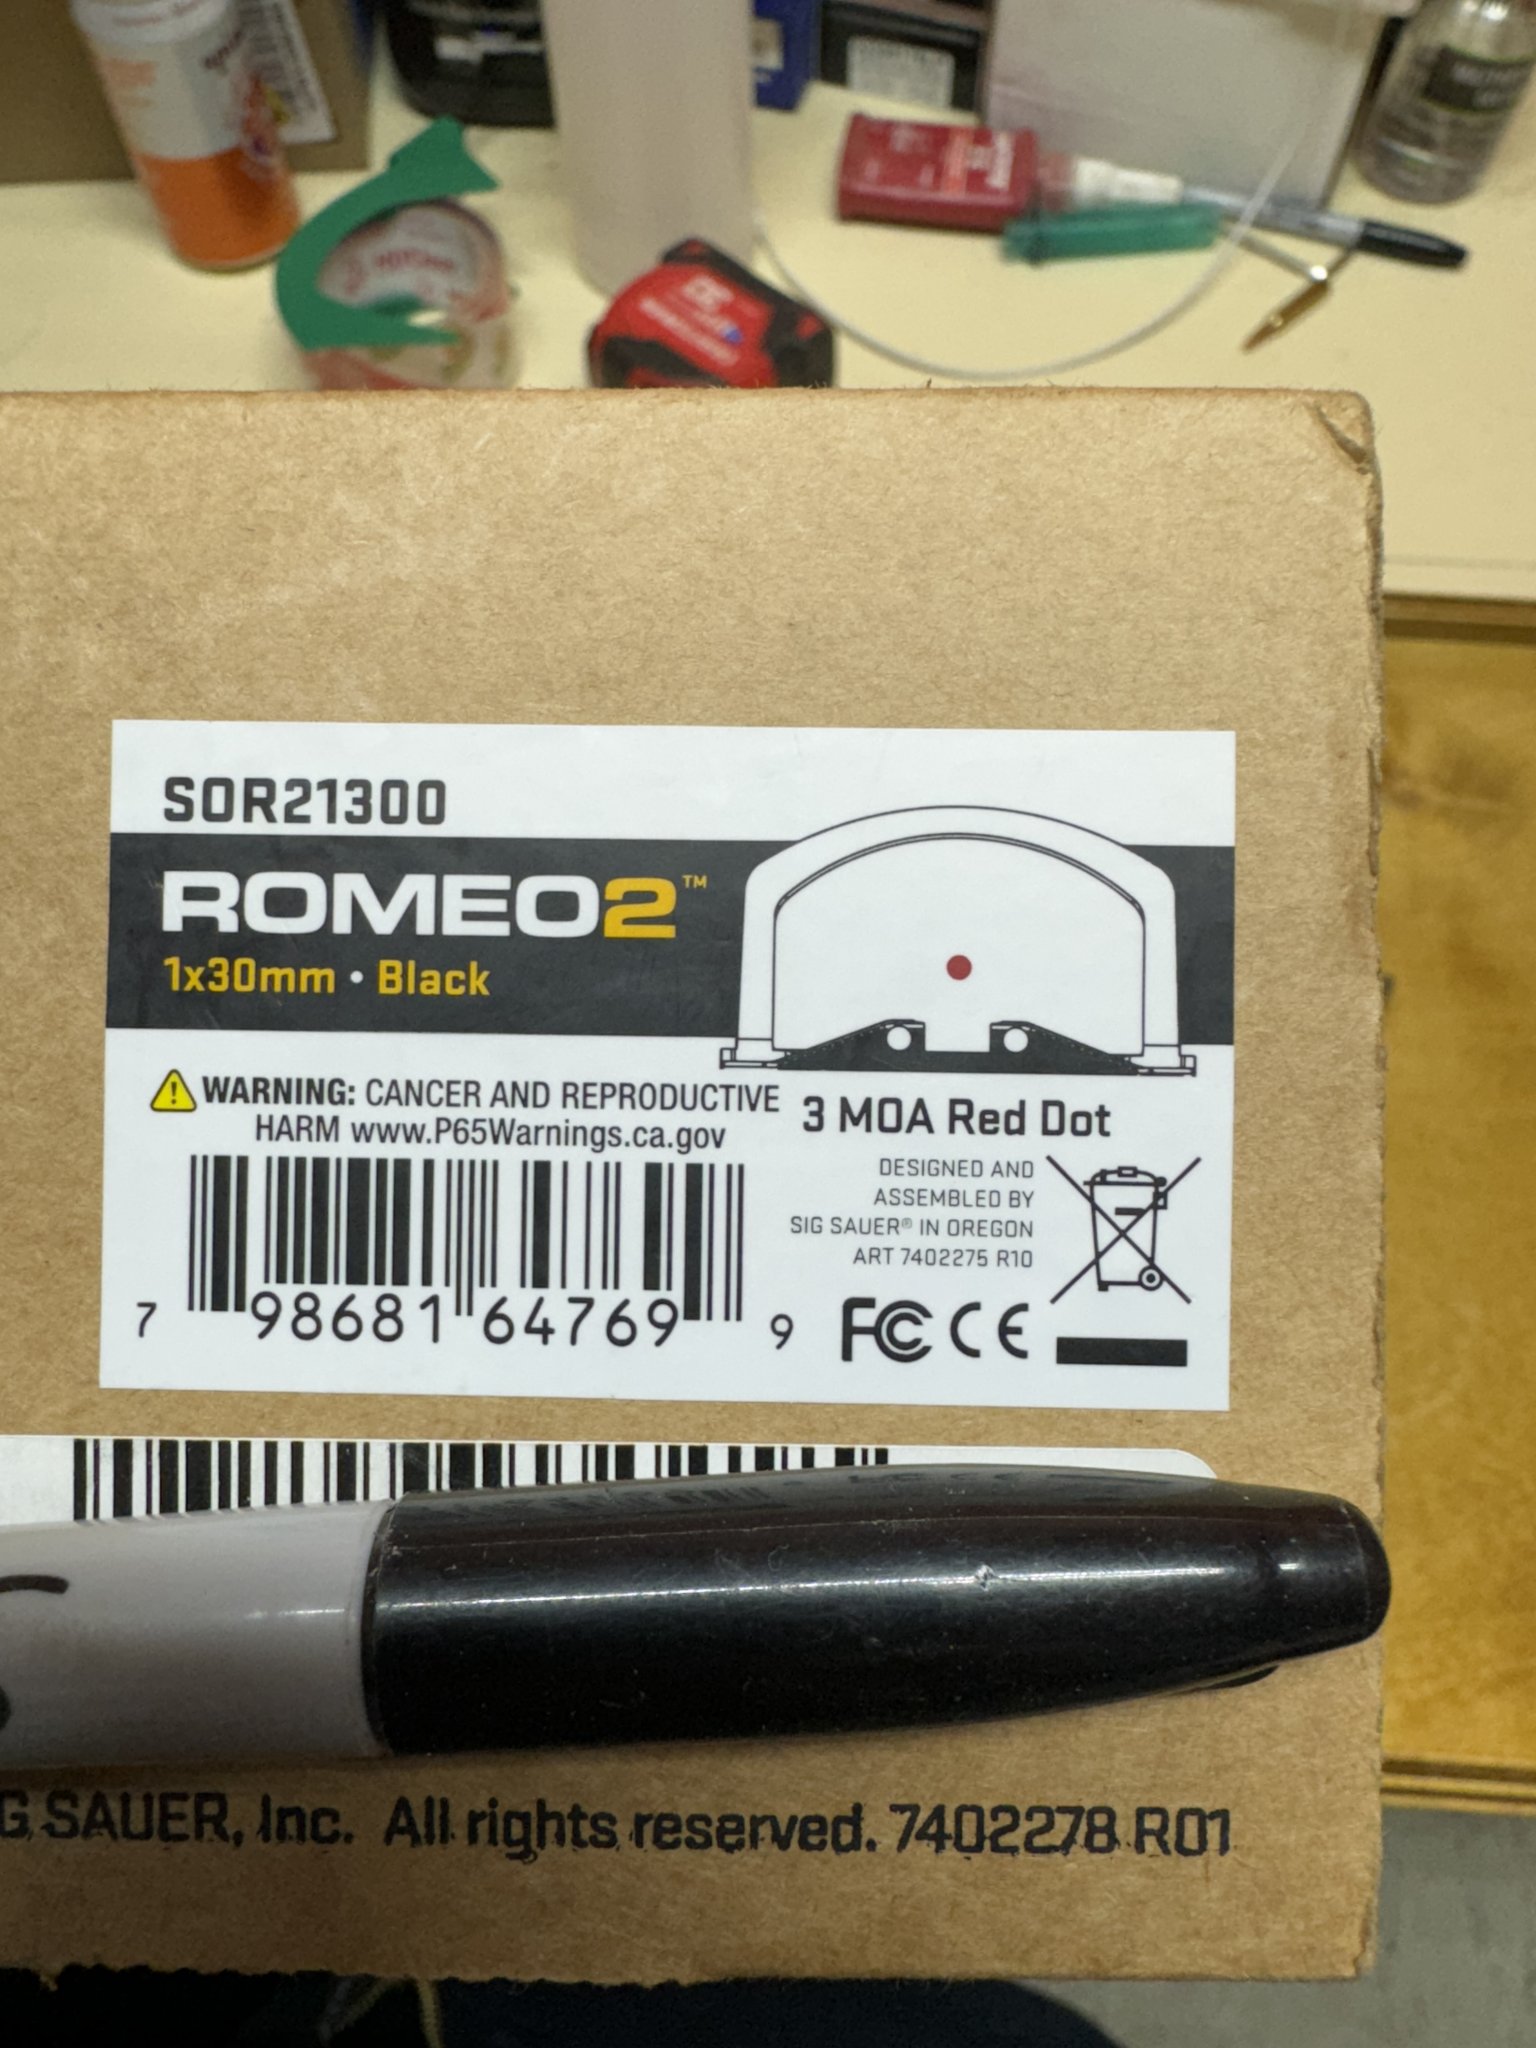 SOR21300
ROMEO2™
1x30mm • Black
WARNING: CANCER AND REPRODUCTIVE
HARM www.P65Warnings.ca.gov
3 MOA Red Dot
DESIGNED AND
ASSEMBLED BY
SIG SAUER® IN OREGON
ART 7402275 R10
7 98681 64769 9
FC CE
G SAUER, Inc. All rights reserved. 7402278 R01